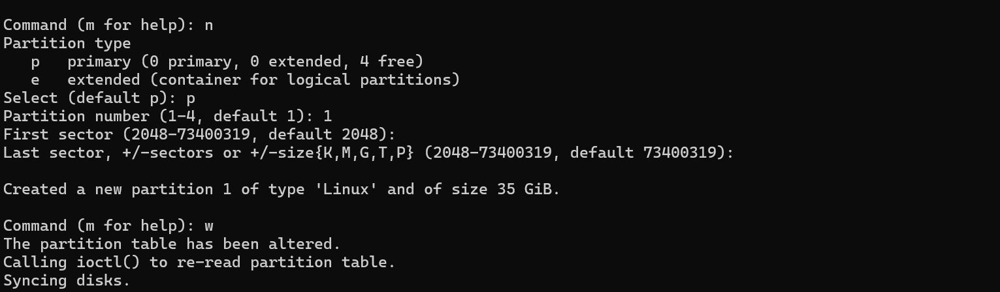 Command (m for help): n
Partition type
   p   primary (0 primary, 0 extended, 4 free)
   e   extended (container for logical partitions)
Select (default p): p
Partition number (1-4, default 1): 1
First sector (2048-73400319, default 2048):
Last sector, +/-sectors or +/-size{K,M,G,T,P} (2048-73400319, default 73400319):
Created a new partition 1 of type 'Linux' and of size 35 GiB.
Command (m for help): w
The partition table has been altered.
Calling ioctl() to re-read partition table.
Syncing disks.